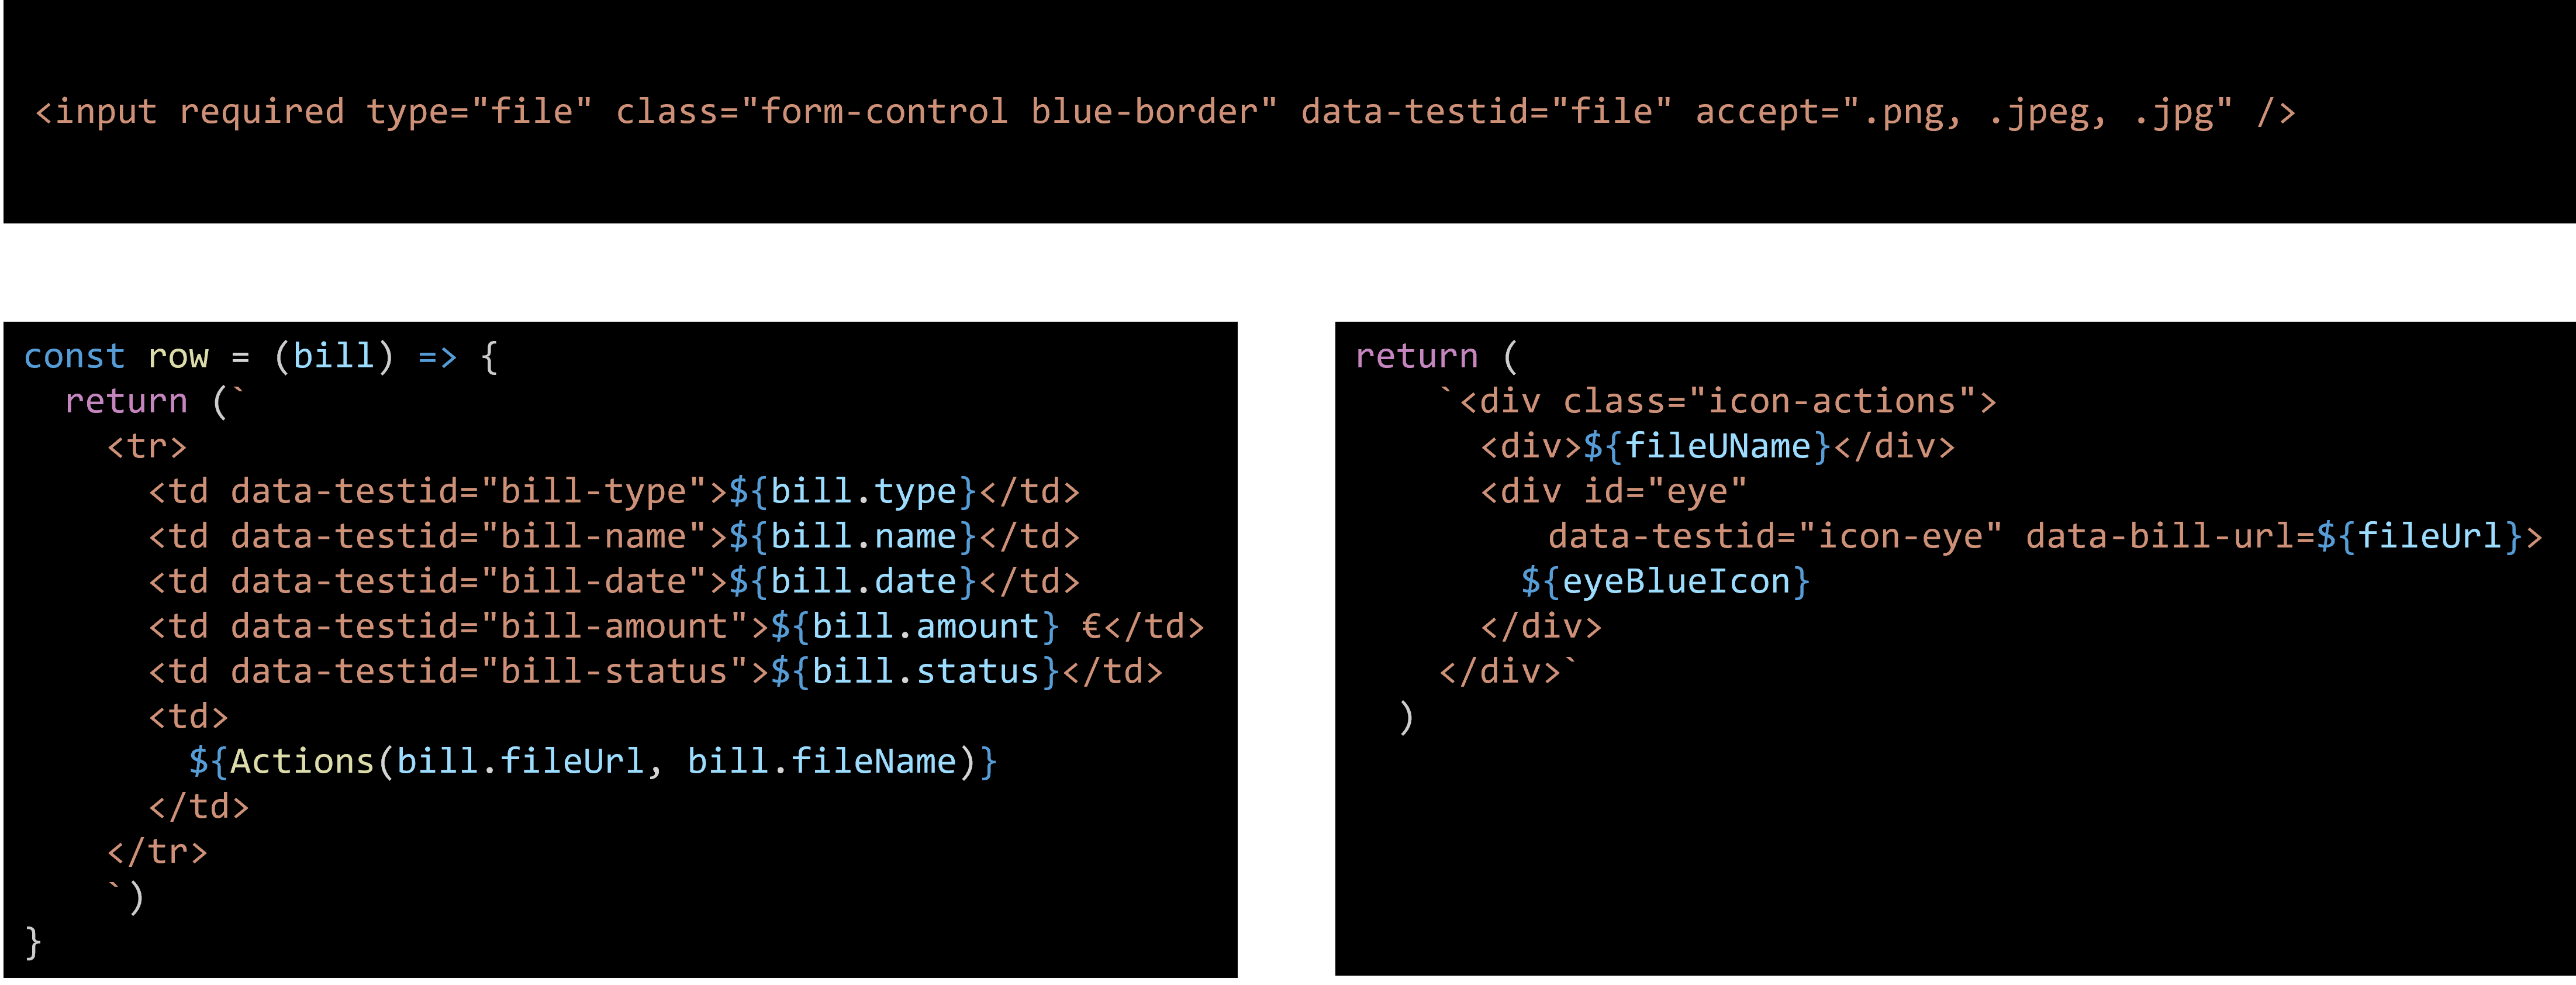 <input required type="file" class="form-control blue-border" data-testid="file" accept=".png, .jpeg, .jpg" />
const row = (bill) => {
return (`
<tr>
<td data-testid="bill-type">${bill.type}</td>
<td data-testid="bill-name">${bill.name}</td>
<td data-testid="bill-date">${bill.date}</td>
<td data-testid="bill-amount">${bill.amount} €</td>
<td data-testid="bill-status">${bill.status}</td>
<td>
${Actions(bill.fileUrl, bill.fileName)}
</td>
</tr>
`)
}
return (
`<div class="icon-actions">
<div>${fileUName}</div>
<div id="eye"
data-testid="icon-eye" data-bill-url=${fileUrl}>
${eyeBlueIcon}
</div>
</div>`
)